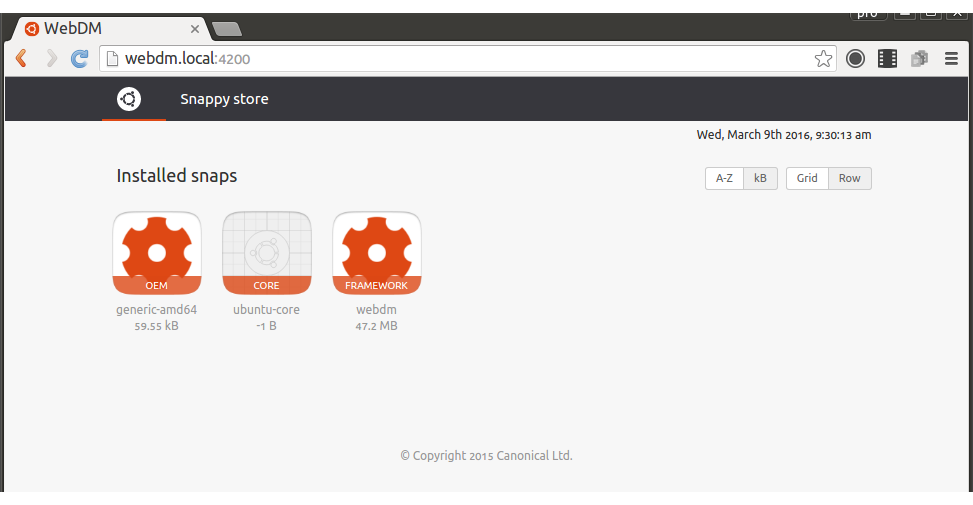 pro
WebDM
webdm.local:4200
Snappy store
Wed, March 9th 2016, 9:30:13 am
Installed snaps
A-Z kB Grid Row
OEM CORE FRAMEWORK
generic-amd64 ubuntu-core webdm
59.55 kB -1 B 47.2 MB
© Copyright 2015 Canonical Ltd.